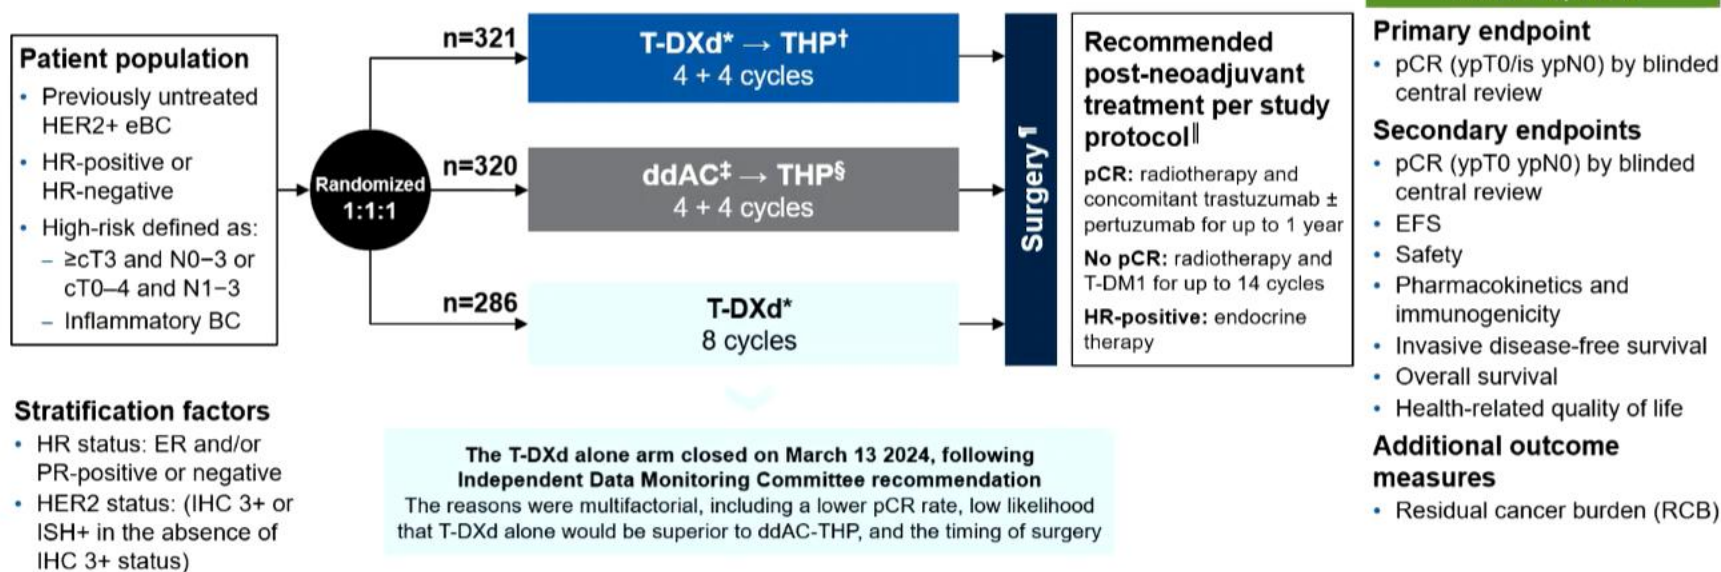 Patient population
• Previously untreated
HER2+ eBC
• HR-positive or
HR-negative
• High-risk defined as:
– ≥cT3 and N0–3 or
cT0–4 and N1–3
– Inflammatory BC
Stratification factors
• HR status: ER and/or
PR-positive or negative
• HER2 status: (IHC 3+ or
ISH+ in the absence of
IHC 3+ status)
Randomized
1:1:1
n=321
T-DXd* → THP†
4 + 4 cycles
n=320
ddAC‡ → THP§
4 + 4 cycles
n=286
T-DXd*
8 cycles
The T-DXd alone arm closed on March 13 2024, following
Independent Data Monitoring Committee recommendation
The reasons were multifactorial, including a lower pCR rate, low likelihood
that T-DXd alone would be superior to ddAC-THP, and the timing of surgery
Surgery¶
Recommended
post-neoadjuvant
treatment per study
protocol‖
pCR: radiotherapy and
concomitant trastuzumab ±
pertuzumab for up to 1 year
No pCR: radiotherapy and
T-DM1 for up to 14 cycles
HR-positive: endocrine
therapy
Primary endpoint
• pCR (ypT0/is ypN0) by blinded
central review
Secondary endpoints
• pCR (ypT0 ypN0) by blinded
central review
• EFS
• Safety
• Pharmacokinetics and
immunogenicity
• Invasive disease-free survival
• Overall survival
• Health-related quality of life
Additional outcome
measures
• Residual cancer burden (RCB)